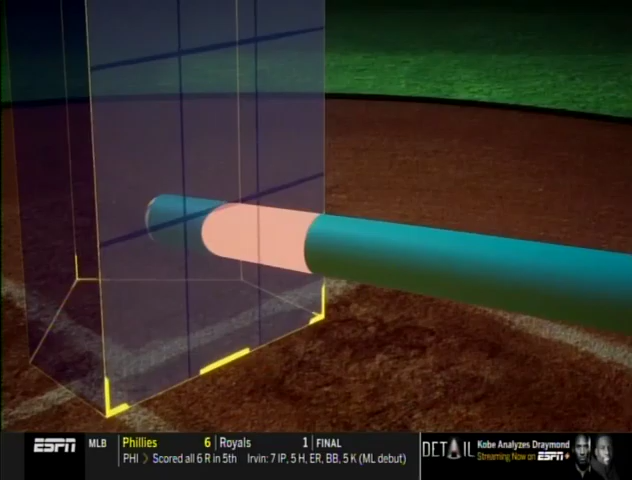 ESPN MLB Phillies 6 Royals 1 FINAL
PHI > Scored all 6 R in 5th Irvin: 7 IP, 5 H, ER, BB, 5 K (ML debut)
DETAIL Kobe Analyzes Draymond
Streaming Now on ESPN+